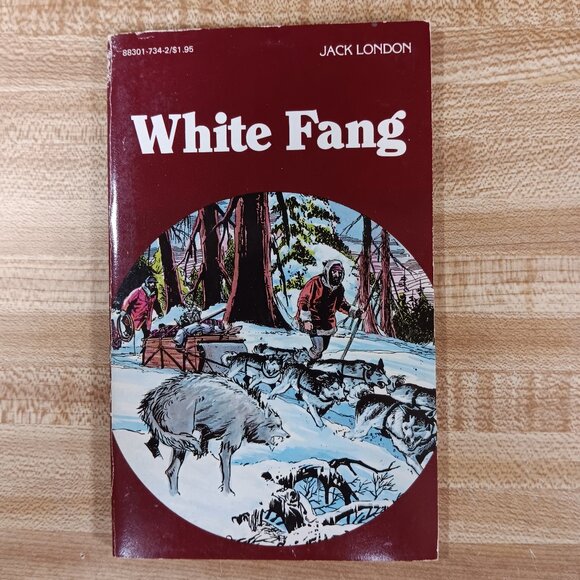 88301-734-2/$1.95
JACK LONDON
White Fang